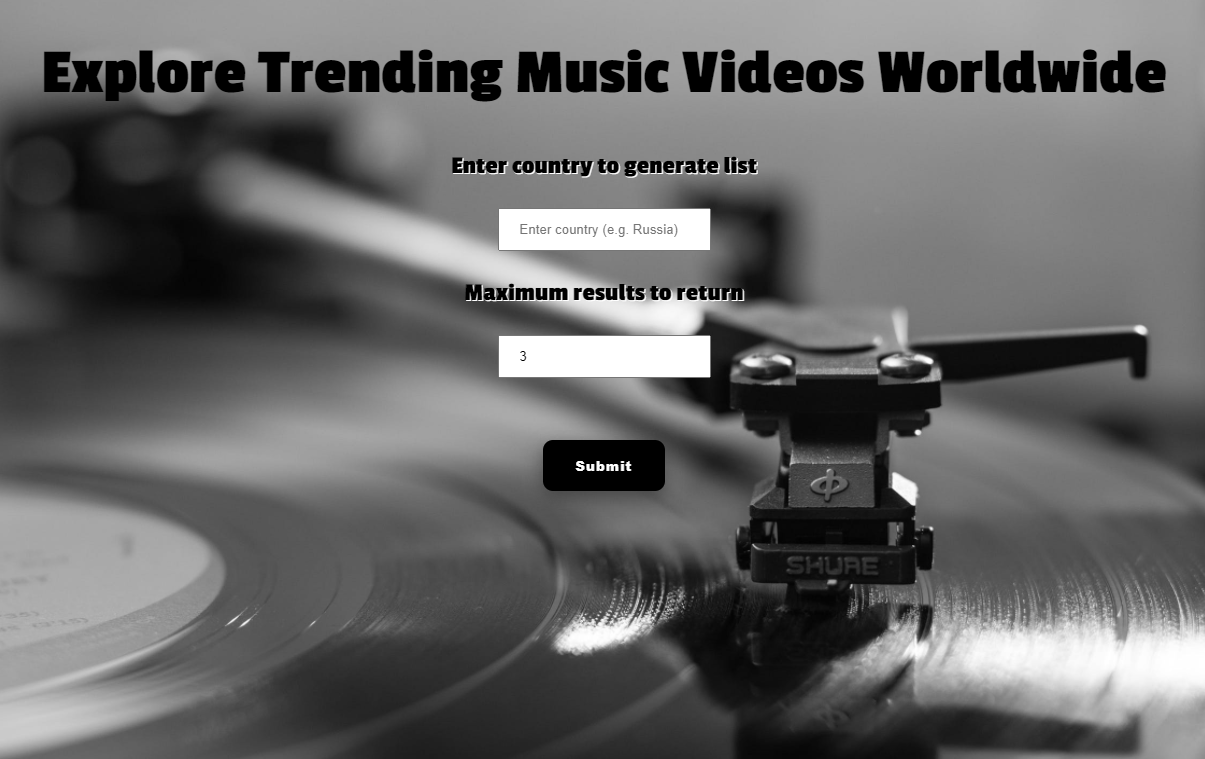 Explore Trending Music Videos Worldwide
Enter country to generate list
Enter country (e.g. Russia)
Maximum results to return
3
Submit
SHURE